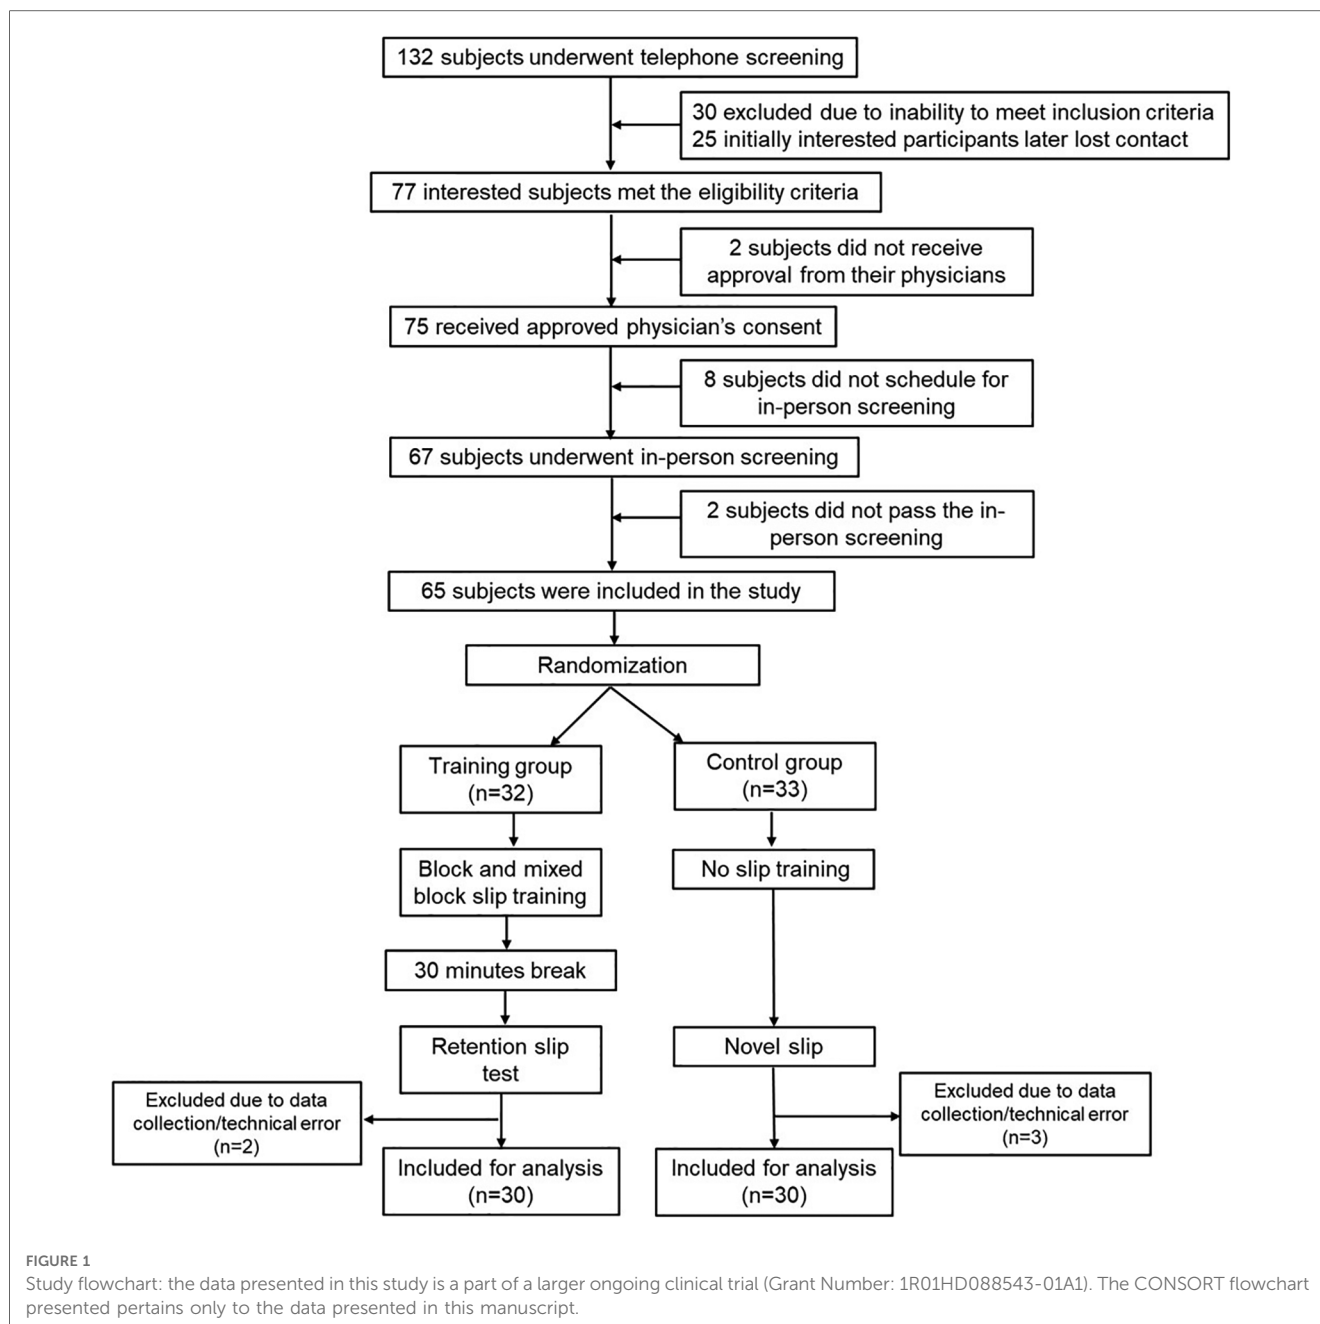 132 subjects underwent telephone screening
30 excluded due to inability to meet inclusion criteria
25 initially interested participants later lost contact
77 interested subjects met the eligibility criteria
2 subjects did not receive
approval from their physicians
75 received approved physician’s consent
8 subjects did not schedule for
in-person screening
67 subjects underwent in-person screening
2 subjects did not pass the in-
person screening
65 subjects were included in the study
Randomization
Training group
(n=32)
Control group
(n=33)
Block and mixed
block slip training
No slip training
30 minutes break
Retention slip
test
Novel slip
Excluded due to data
collection/technical error
(n=2)
Excluded due to data
collection/technical error
(n=3)
Included for analysis
(n=30)
Included for analysis
(n=30)
FIGURE 1
Study flowchart: the data presented in this study is a part of a larger ongoing clinical trial (Grant Number: 1R01HD088543-01A1). The CONSORT flowchart
presented pertains only to the data presented in this manuscript.